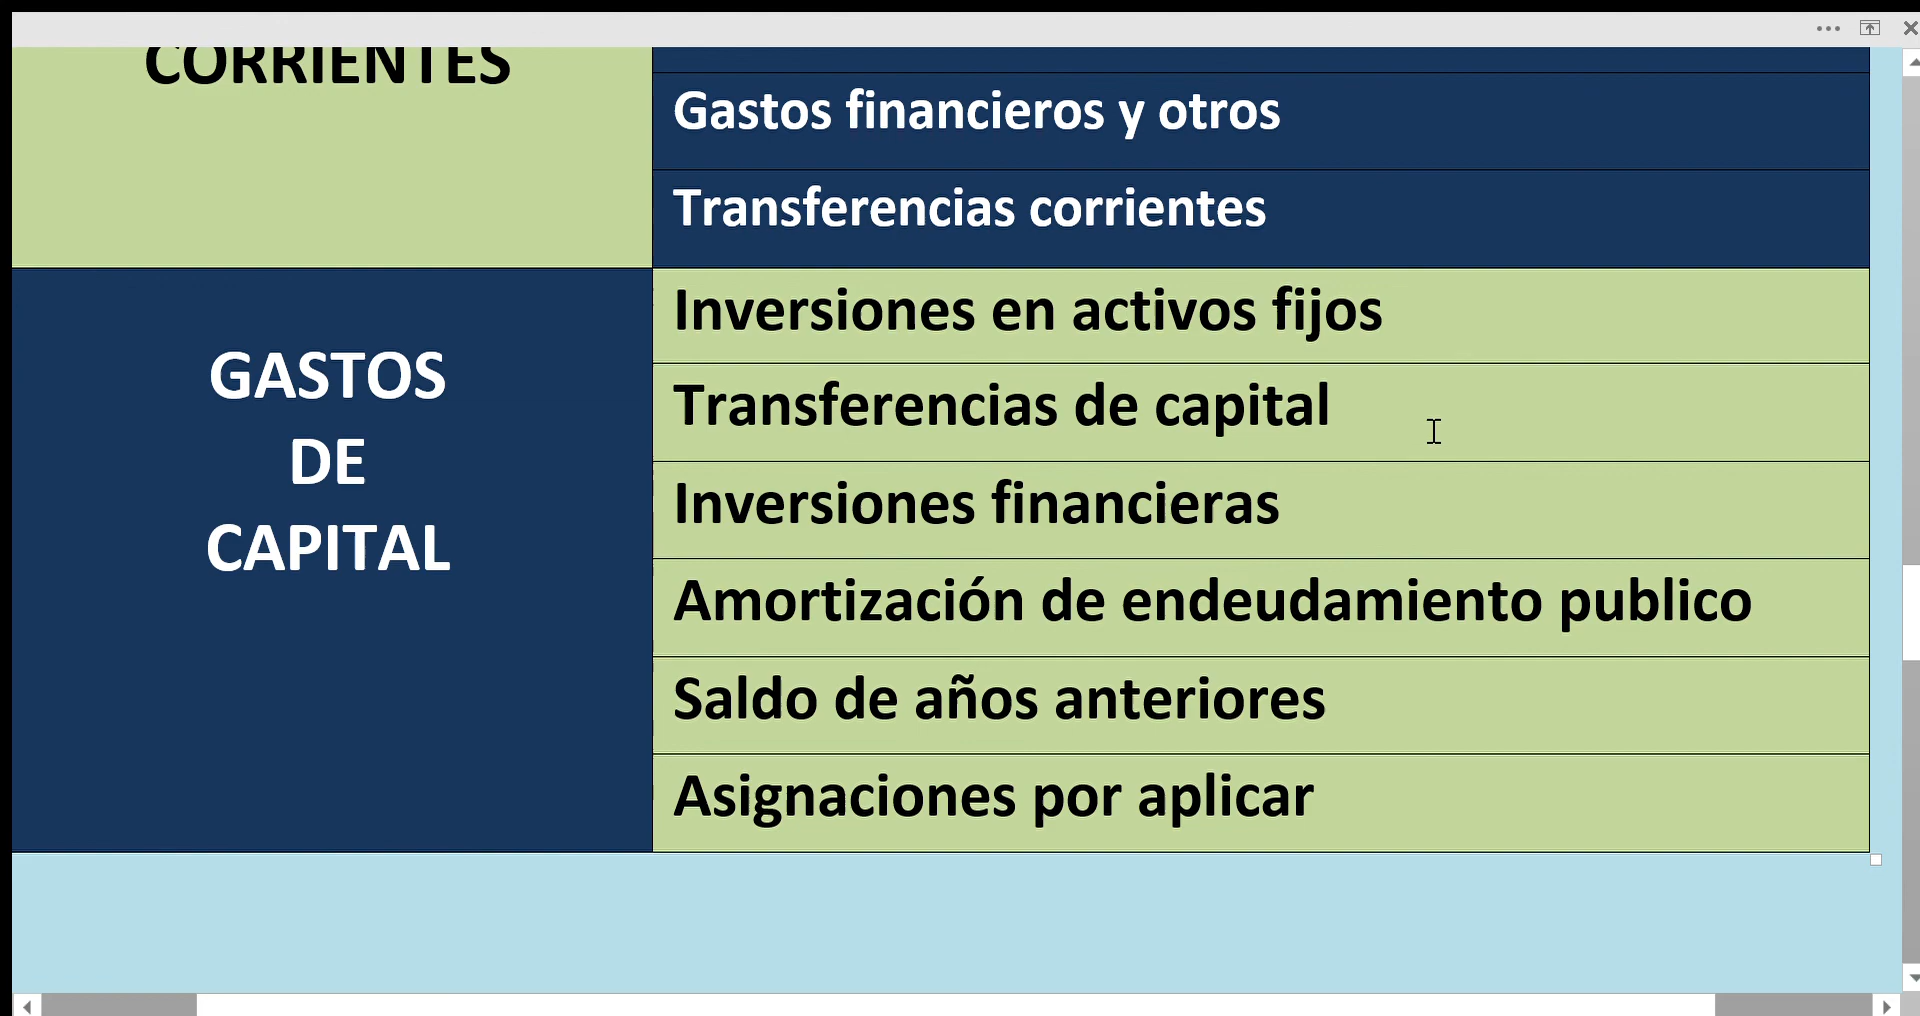 CORRIENTES
Gastos financieros y otros
Transferencias corrientes
GASTOS
DE
CAPITAL
Inversiones en activos fijos
Transferencias de capital
Inversiones financieras
Amortización de endeudamiento publico
Saldo de años anteriores
Asignaciones por aplicar